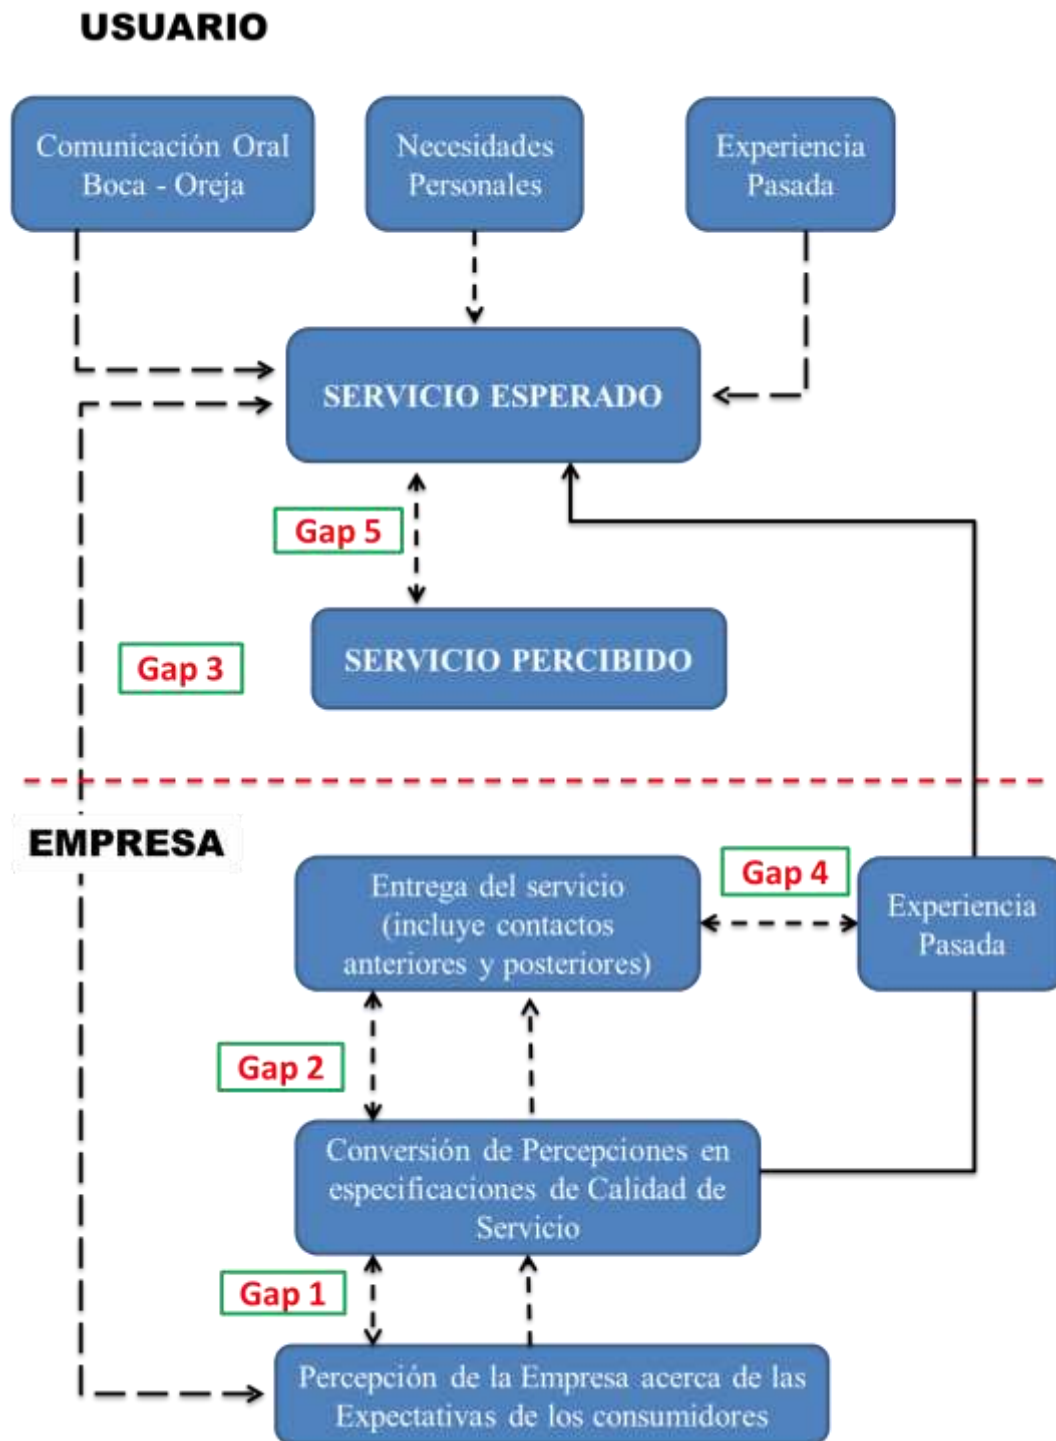 USUARIO
Comunicación Oral
Boca - Oreja
Necesidades
Personales
Experiencia
Pasada
SERVICIO ESPERADO
Gap 5
Gap 3
SERVICIO PERCIBIDO
EMPRESA
Entrega del servicio
(incluye contactos
anteriores y posteriores)
Gap 4
Experiencia
Pasada
Gap 2
Conversión de Percepciones en
especificaciones de Calidad de
Servicio
Gap 1
Percepción de la Empresa acerca de las
Expectativas de los consumidores